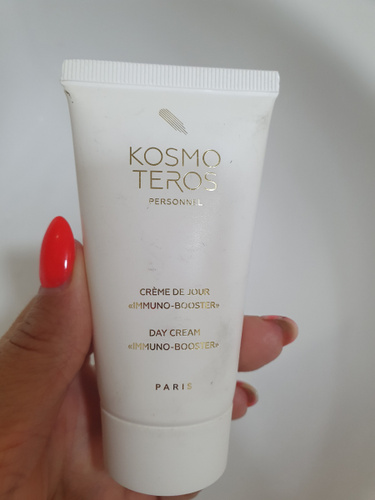 KOSMO
TEROS
PERSONNEL
CRÈME DE JOUR
«IMMUNO-BOOSTER»
DAY CREAM
«IMMUNO-BOOSTER»
PARIS